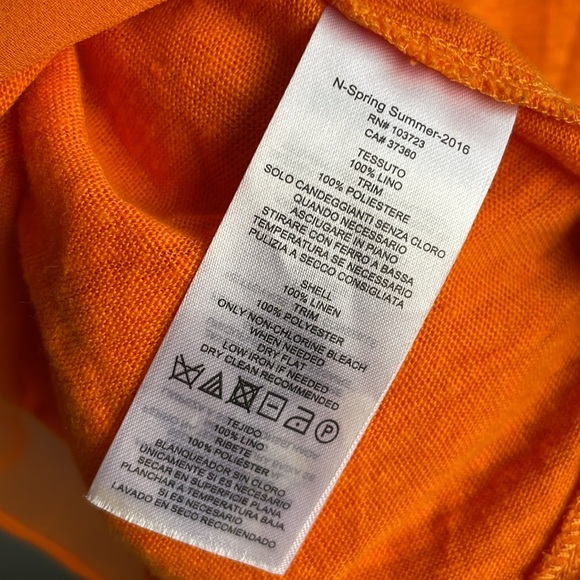 N-Spring Summer-2016
RN# 103723
CA# 37360
TESSUTO
100% LINO
TRIM
100% POLIESTERE
SOLO CANDEGGIANTI SENZA CLORO
QUANDO NECESSARIO
ASCIUGARE IN PIANO
STIRARE CON FERRO A BASSA
TEMPERATURA SE NECESSARIO
PULIZIA A SECCO CONSIGLIATA
SHELL
100% LINEN
TRIM
100% POLYESTER
ONLY NON-CHLORINE BLEACH
WHEN NEEDED
DRY FLAT
LOW IRON IF NEEDED
DRY CLEAN RECOMMENDED
P
TEJIDO
100% LINO
RIBETE
100% POLIESTER
BLANQUEADOR SIN CLORO
ÚNICAMENTE SI ES NECESARIO
SECAR EN SUPERFICIE PLANA
PLANCHAR A TEMPERATURA BAJA
SI ES NECESARIO
LAVADO EN SECO RECOMENDADO